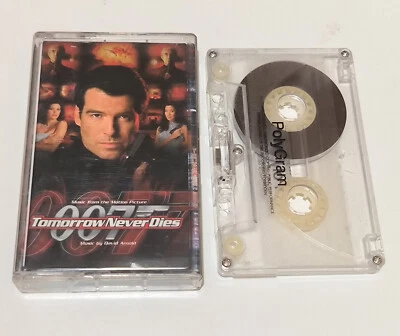 Music from the Motion Picture
007
Tomorrow Never Dies
Music by David Arnold
PolyGram